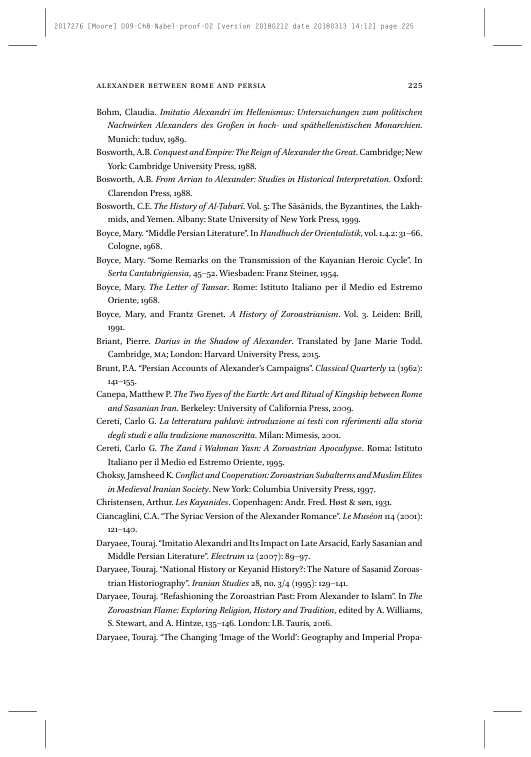 2017276 [Moore] 009-Ch8-Nabel-proof-02 [version 20180212 date 20180313 14:12] page 225
ALEXANDER BETWEEN ROME AND PERSIA 225
Bohm, Claudia. Imitatio Alexandri im Hellenismus: Untersuchungen zum politischen
Nachwirken Alexanders des Großen in hoch- und späthellenistischen Monarchien.
Munich: tuduv, 1989.
Bosworth, A.B. Conquest and Empire: The Reign of Alexander the Great. Cambridge; New
York: Cambridge University Press, 1988.
Bosworth, A.B. From Arrian to Alexander: Studies in Historical Interpretation. Oxford:
Clarendon Press, 1988.
Bosworth, C.E. The History of Al-Ṭabarī. Vol. 5: The Sāsānids, the Byzantines, the Lakh-
mids, and Yemen. Albany: State University of New York Press, 1999.
Boyce, Mary. “Middle Persian Literature”. In Handbuch der Orientalistik, vol. 1.4.2: 31–66.
Cologne, 1968.
Boyce, Mary. “Some Remarks on the Transmission of the Kayanian Heroic Cycle”. In
Serta Cantabrigiensia, 45–52. Wiesbaden: Franz Steiner, 1954.
Boyce, Mary. The Letter of Tansar. Rome: Istituto Italiano per il Medio ed Estremo
Oriente, 1968.
Boyce, Mary, and Frantz Grenet. A History of Zoroastrianism. Vol. 3. Leiden: Brill,
1991.
Briant, Pierre. Darius in the Shadow of Alexander. Translated by Jane Marie Todd.
Cambridge, MA; London: Harvard University Press, 2015.
Brunt, P.A. “Persian Accounts of Alexander’s Campaigns”. Classical Quarterly 12 (1962):
141–155.
Canepa, Matthew P. The Two Eyes of the Earth: Art and Ritual of Kingship between Rome
and Sasanian Iran. Berkeley: University of California Press, 2009.
Cereti, Carlo G. La letteratura pahlavi: introduzione ai testi con riferimenti alla storia
degli studi e alla tradizione manoscritta. Milan: Mimesis, 2001.
Cereti, Carlo G. The Zand i Wahman Yasn: A Zoroastrian Apocalypse. Roma: Istituto
Italiano per il Medio ed Estremo Oriente, 1995.
Choksy, Jamsheed K. Conflict and Cooperation: Zoroastrian Subalterns and Muslim Elites
in Medieval Iranian Society. New York: Columbia University Press, 1997.
Christensen, Arthur. Les Kayanides. Copenhagen: Andr. Fred. Høst & søn, 1931.
Ciancaglini, C.A. “The Syriac Version of the Alexander Romance”. Le Muséon 114 (2001):
121–140.
Daryaee, Touraj. “Imitatio Alexandri and Its Impact on Late Arsacid, Early Sasanian and
Middle Persian Literature”. Electrum 12 (2007): 89–97.
Daryaee, Touraj. “National History or Keyanid History?: The Nature of Sasanid Zoroas-
trian Historiography”. Iranian Studies 28, no. 3/4 (1995): 129–141.
Daryaee, Touraj. “Refashioning the Zoroastrian Past: From Alexander to Islam”. In The
Zoroastrian Flame: Exploring Religion, History and Tradition, edited by A. Williams,
S. Stewart, and A. Hintze, 135–146. London: I.B. Tauris, 2016.
Daryaee, Touraj. “The Changing ‘Image of the World’: Geography and Imperial Propa-